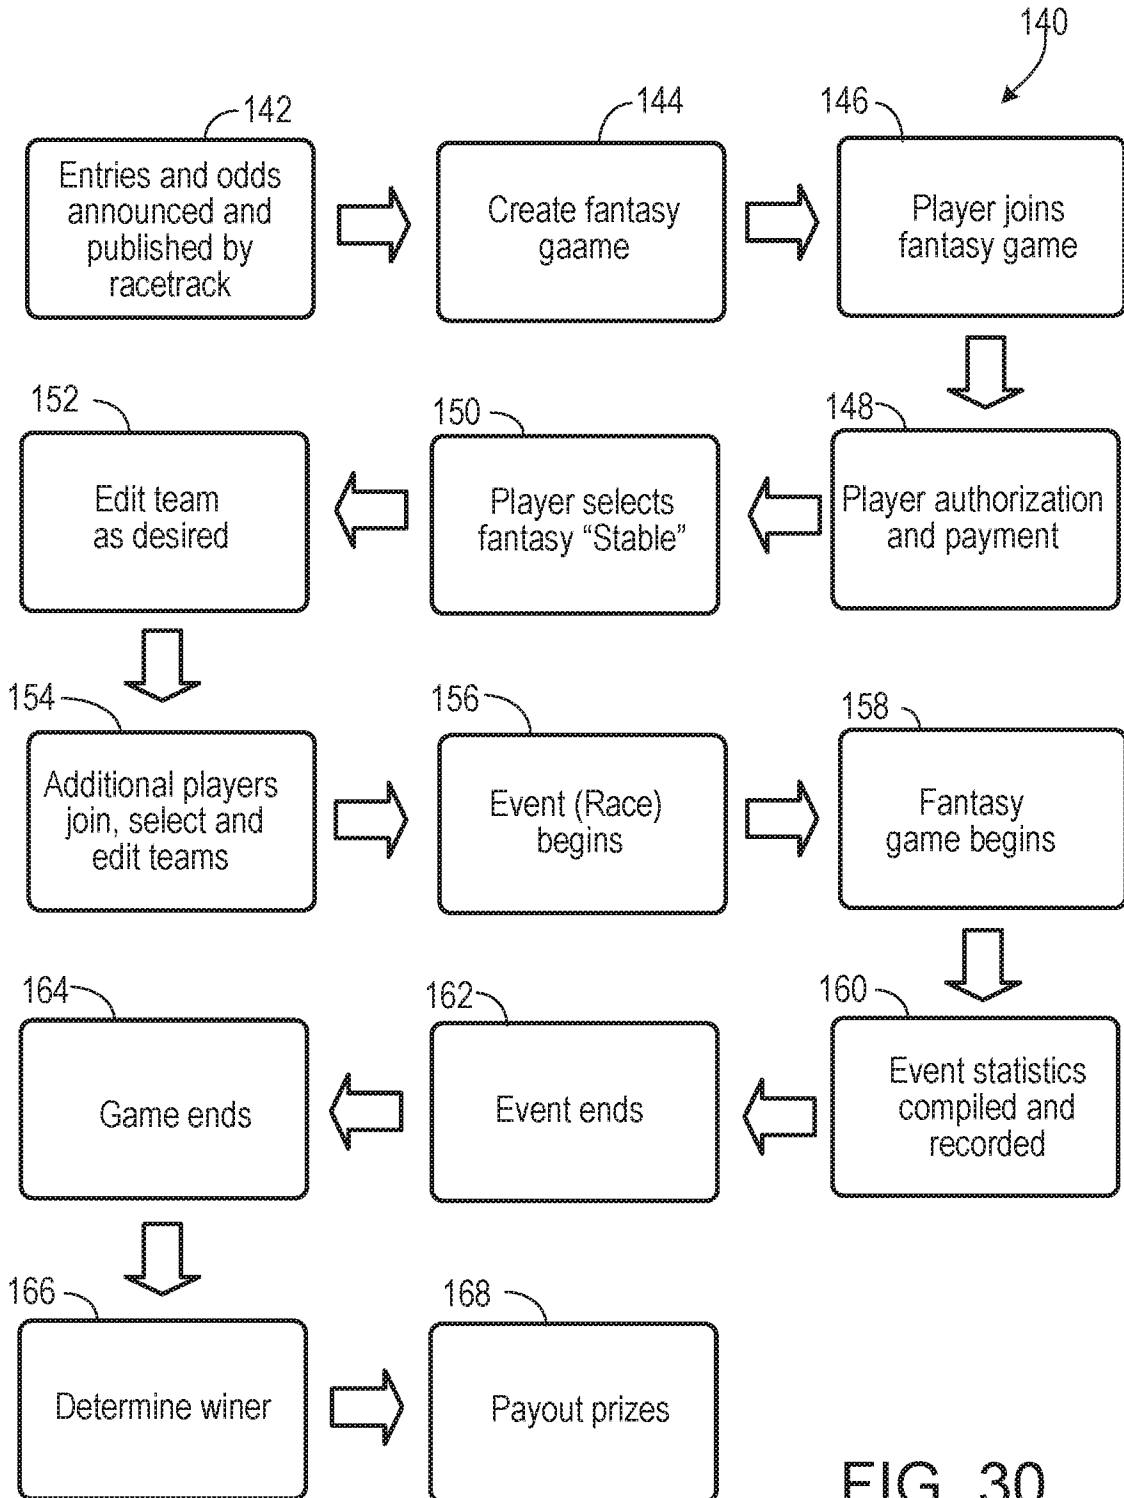 140
142
Entries and odds
announced and
published by
racetrack
144
Create fantasy
gaame
146
Player joins
fantasy game
148
Player authorization
and payment
150
Player selects
fantasy “Stable”
152
Edit team
as desired
154
Additional players
join, select and
edit teams
156
Event (Race)
begins
158
Fantasy
game begins
160
Event statistics
compiled and
recorded
162
Event ends
164
Game ends
166
Determine winer
168
Payout prizes
FIG. 30